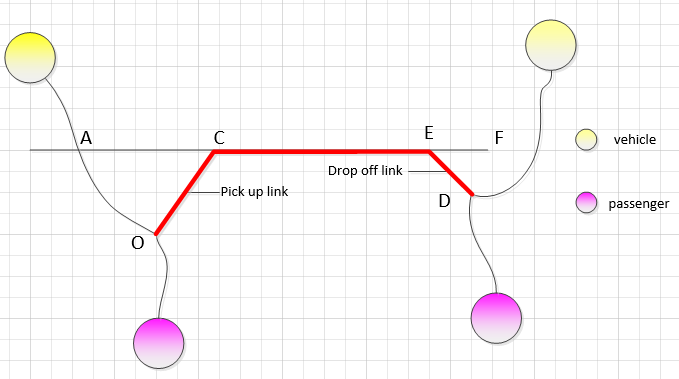 A
C
E
F
vehicle
Drop off link
Pick up link
D
passenger
O